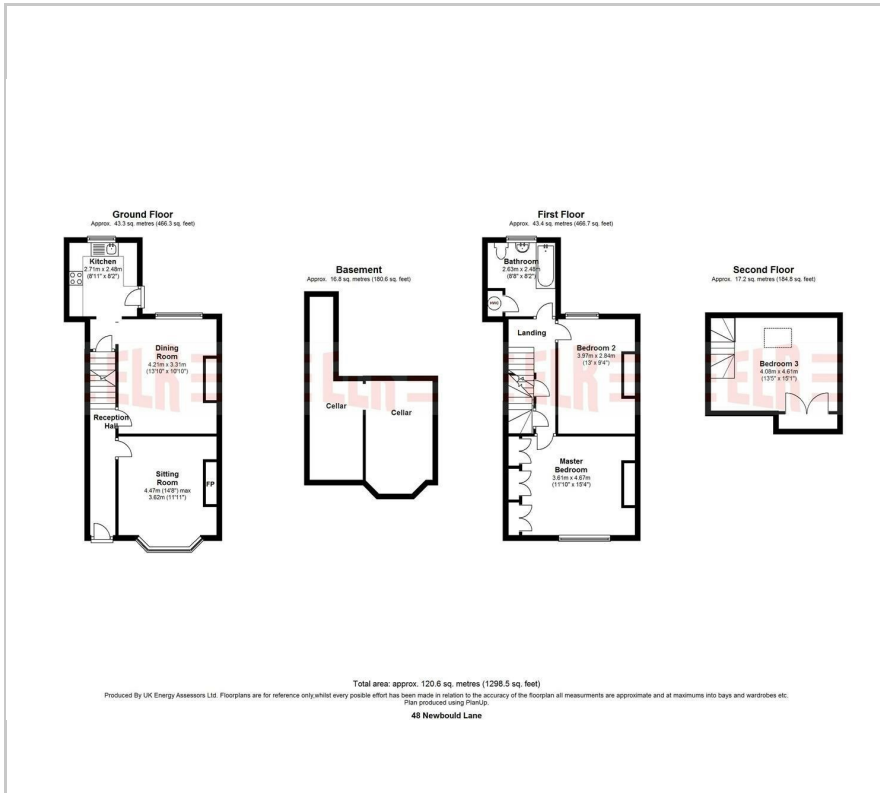 Ground Floor
Approx. 43.3 sq. metres (466.3 sq. feet)
Kitchen
2.71m x 2.48m
(8'11" x 8'2")
Dining
Room
4.21m x 3.31m
(13'10" x 10'10")
Reception
Hall
Sitting
Room
4.47m (14'8") max
3.62m (11'11")
FP
Basement
Approx. 16.8 sq. metres (180.6 sq. feet)
Cellar
Cellar
First Floor
Approx. 43.4 sq. metres (466.7 sq. feet)
Bathroom
2.63m x 2.48m
(8'8" x 8'2")
Landing
Bedroom 2
3.97m x 2.84m
(13' x 9'4")
Master
Bedroom
3.61m x 4.67m
(11'10" x 15'4")
Second Floor
Approx. 17.2 sq. metres (184.8 sq. feet)
Bedroom 3
4.08m x 4.61m
(13'5" x 15'1")
ELR
ELR
ELR
ELR
Total area: approx. 120.6 sq. metres (1298.5 sq. feet)
Produced By UK Energy Assessors Ltd. Floorplans are for reference only,whilst every posible effort has been made in relation to the accuracy of the floorplan all measurments are approximate and at maximums into bays and wardrobes etc.
Plan produced using PlanUp.
48 Newbould Lane